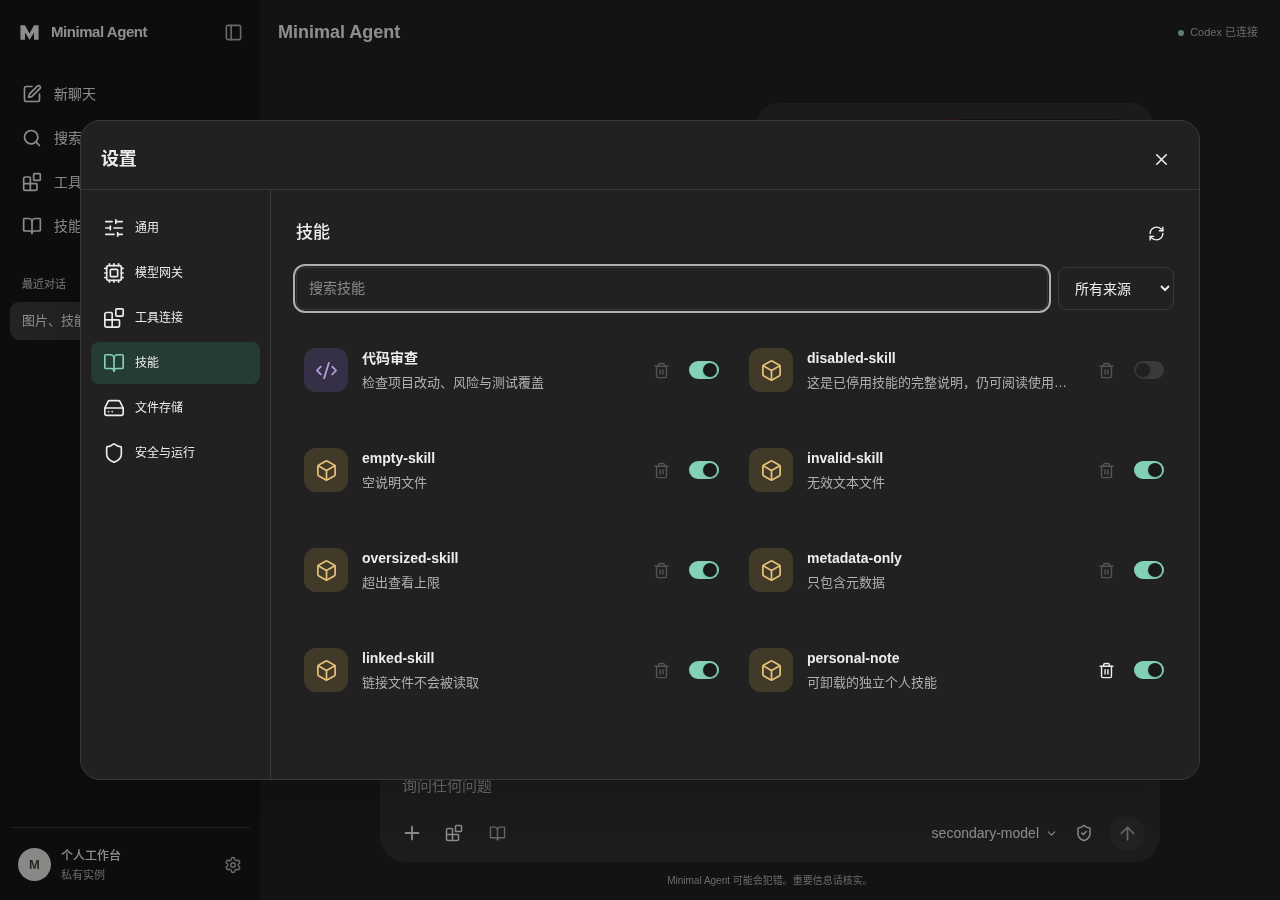 Minimal Agent
Minimal Agent
Codex 已连接
新聊天
搜索
工具
技能
最近对话
图片、技能
设置
通用
模型网关
工具连接
技能
文件存储
安全与运行
技能
搜索技能
所有来源
代码审查
检查项目改动、风险与测试覆盖
disabled-skill
这是已停用技能的完整说明，仍可阅读使用…
empty-skill
空说明文件
invalid-skill
无效文本文件
oversized-skill
超出查看上限
metadata-only
只包含元数据
linked-skill
链接文件不会被读取
personal-note
可卸载的独立个人技能
询问任何问题
secondary-model
Minimal Agent 可能会犯错。重要信息请核实。
M
个人工作台
私有实例